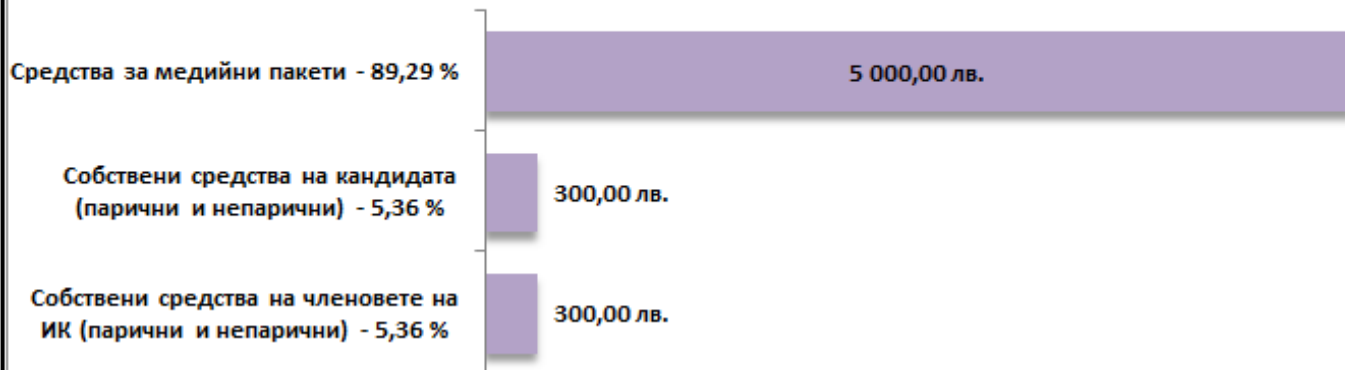 Средства за медийни пакети - 89,29 %
5 000,00 лв.
Собствени средства на кандидата
(парични и непарични) - 5,36 %
300,00 лв.
Собствени средства на членовете на
ИК (парични и непарични) - 5,36 %
300,00 лв.